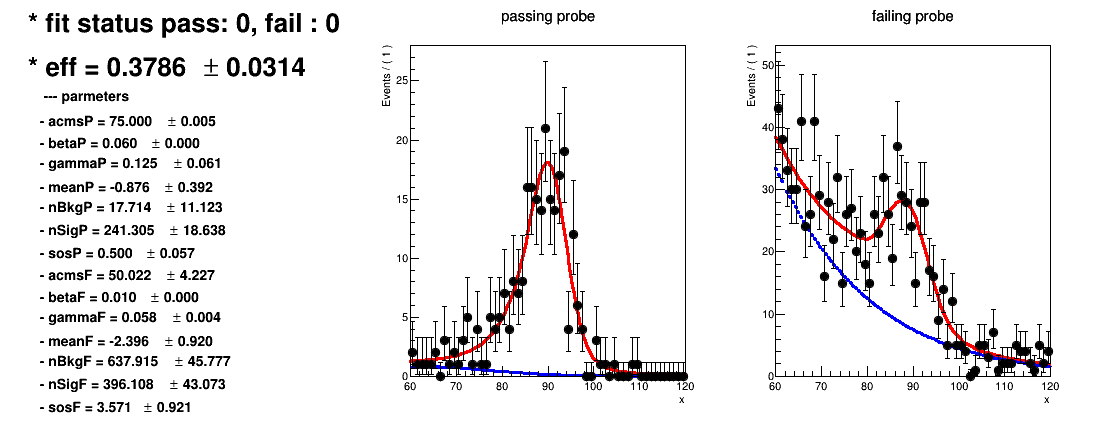 * fit status pass: 0, fail : 0
* eff = 0.3786 ± 0.0314
--- parmeters
- acmsP = 75.000 ± 0.005
- betaP = 0.060 ± 0.000
- gammaP = 0.125 ± 0.061
- meanP = -0.876 ± 0.392
- nBkgP = 17.714 ± 11.123
- nSigP = 241.305 ± 18.638
- sosP = 0.500 ± 0.057
- acmsF = 50.022 ± 4.227
- betaF = 0.010 ± 0.000
- gammaF = 0.058 ± 0.004
- meanF = -2.396 ± 0.920
- nBkgF = 637.915 ± 45.777
- nSigF = 396.108 ± 43.073
- sosF = 3.571 ± 0.921
passing probe
Events / ( 1 )
25
20
15
10
5
0
60 70 80 90 100 110 120
x
failing probe
Events / ( 1 )
50
40
30
20
10
0
60 70 80 90 100 110 120
x